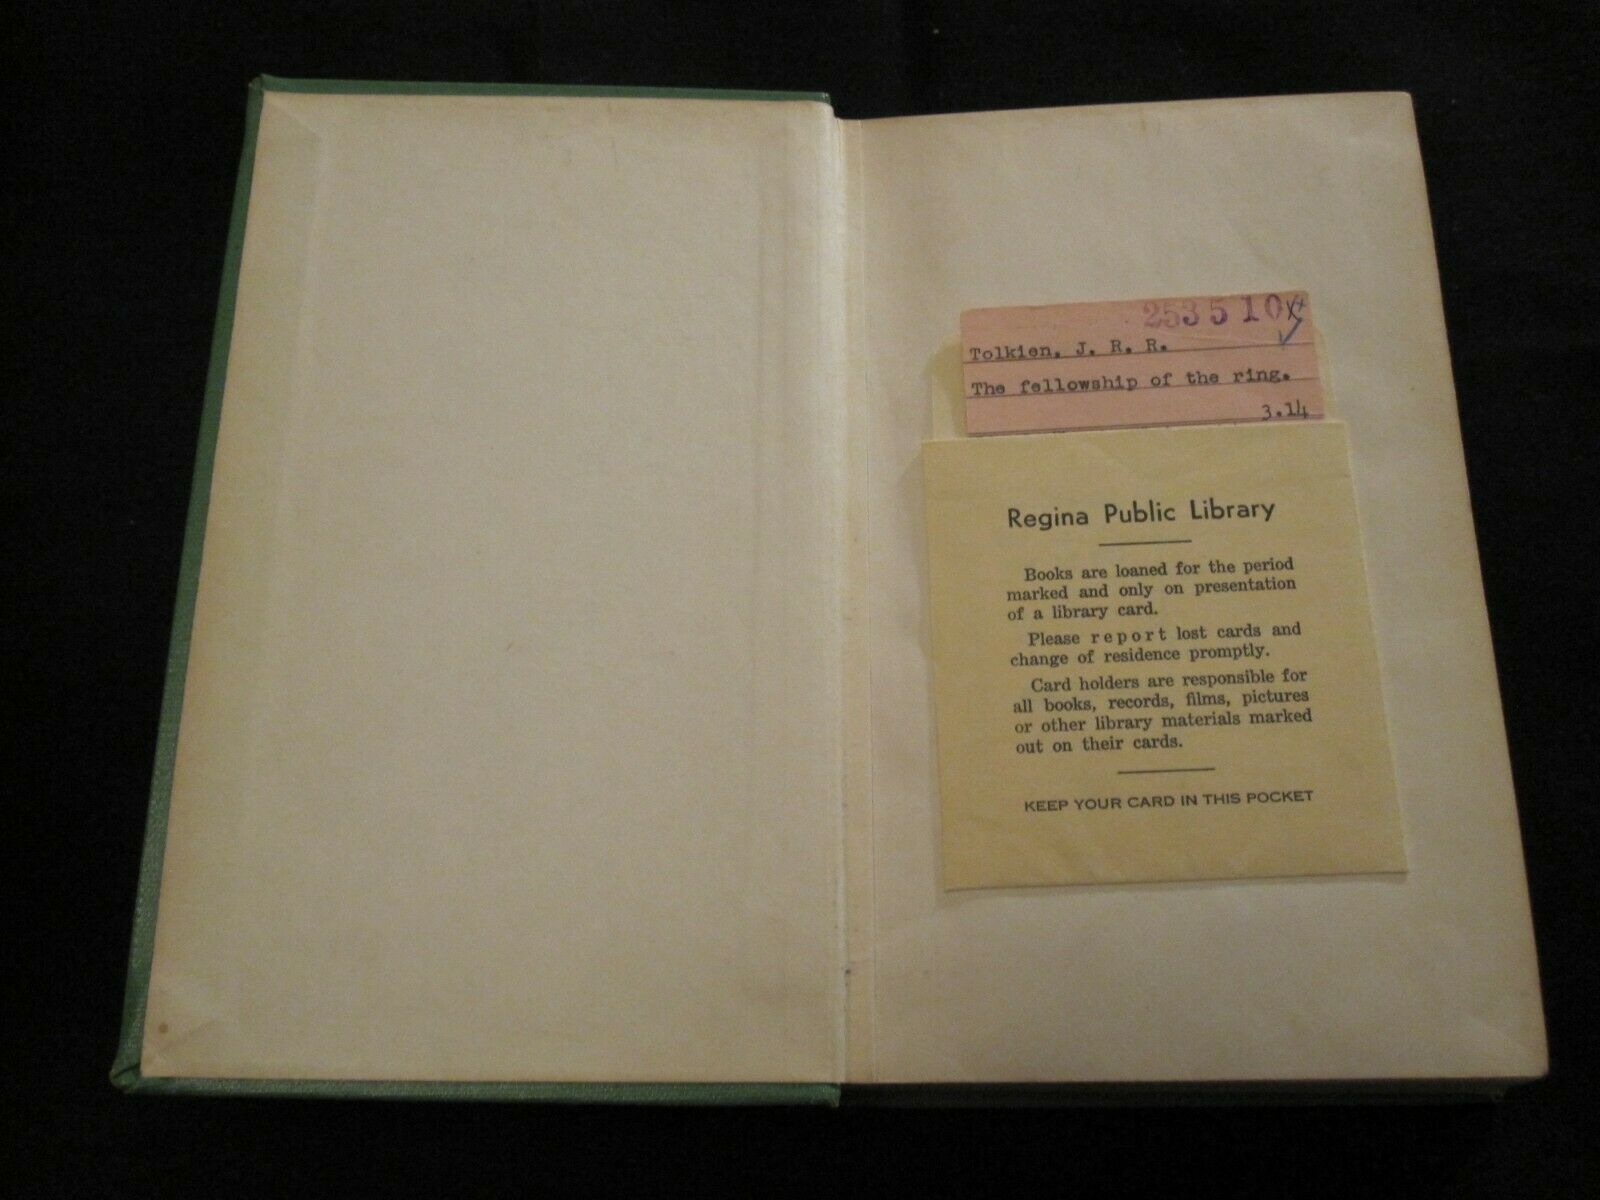 253510
Tolkien, J. R. R.
The fellowship of the ring.
3.14
Regina Public Library
Books are loaned for the period
marked and only on presentation
of a library card.
Please report lost cards and
change of residence promptly.
Card holders are responsible for
all books, records, films, pictures
or other library materials marked
out on their cards.
KEEP YOUR CARD IN THIS POCKET